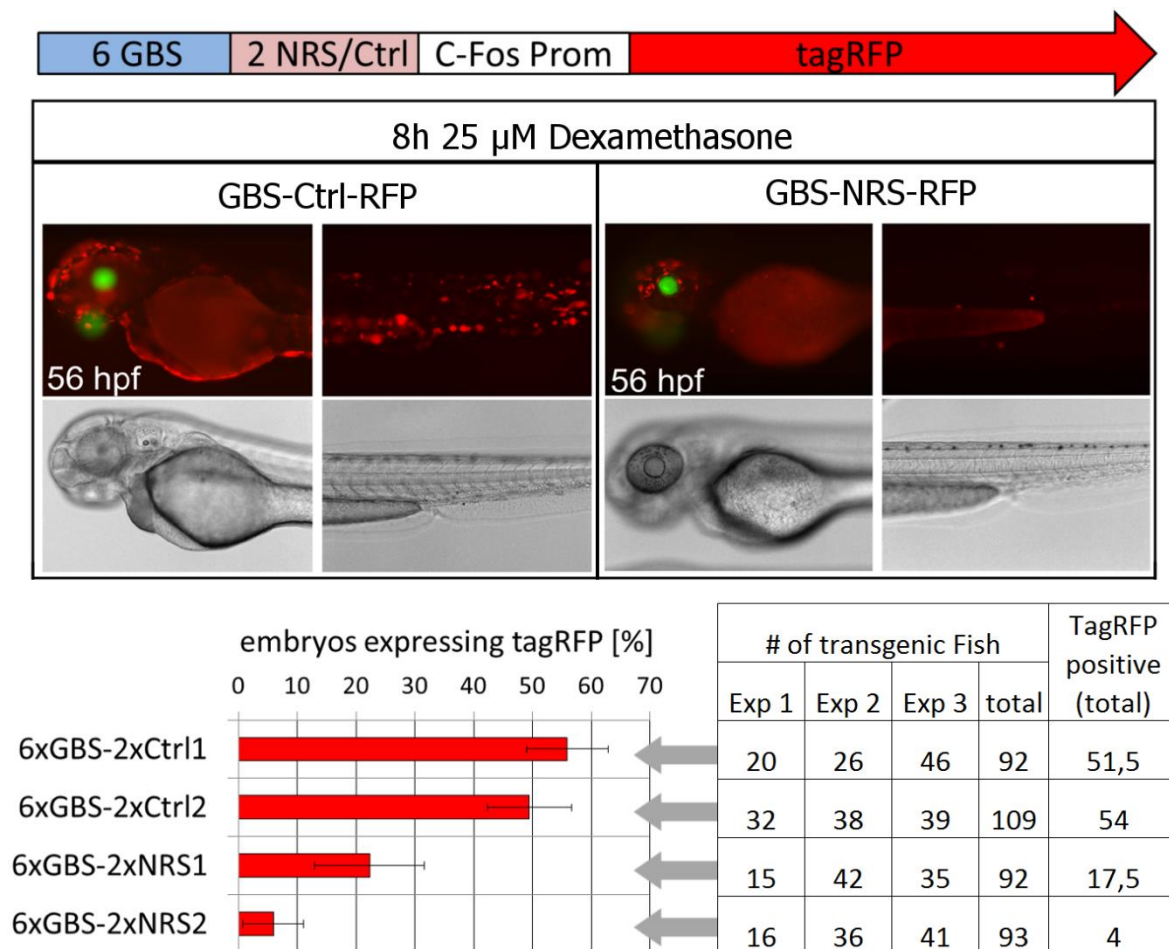 6 GBS 2 NRS/Ctrl C-Fos Prom tagRFP
8h 25 µM Dexamethasone
GBS-Ctrl-RFP GBS-NRS-RFP
56 hpf 56 hpf
embryos expressing tagRFP [%]
0 10 20 30 40 50 60 70
# of transgenic Fish TagRFP positive (total)
Exp 1 Exp 2 Exp 3 total
6xGBS-2xCtrl1 20 26 46 92 51,5
6xGBS-2xCtrl2 32 38 39 109 54
6xGBS-2xNRS1 15 42 35 92 17,5
6xGBS-2xNRS2 16 36 41 93 4